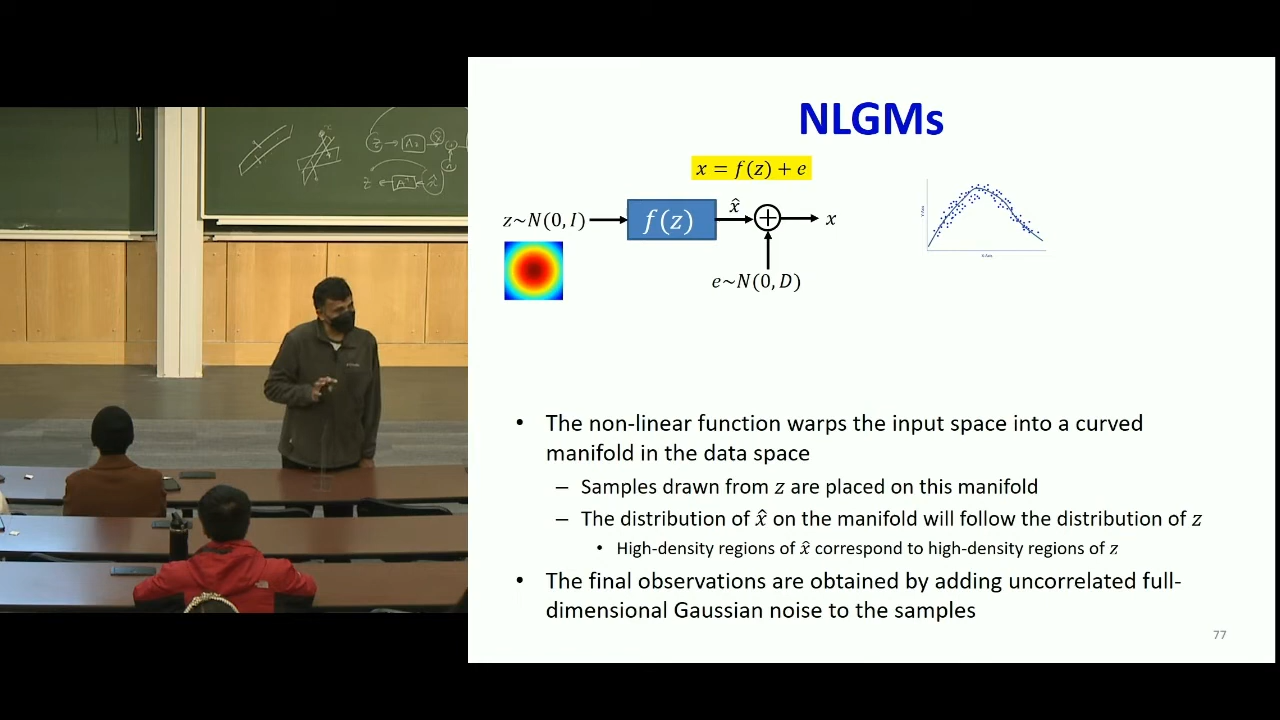 NLGMs
x = f(z) + e
z~N(0, I)
f(z)
x̂
x
e~N(0, D)
• The non-linear function warps the input space into a curved
manifold in the data space
– Samples drawn from z are placed on this manifold
– The distribution of x̂ on the manifold will follow the distribution of z
• High-density regions of x̂ correspond to high-density regions of z
• The final observations are obtained by adding uncorrelated full-
dimensional Gaussian noise to the samples
77